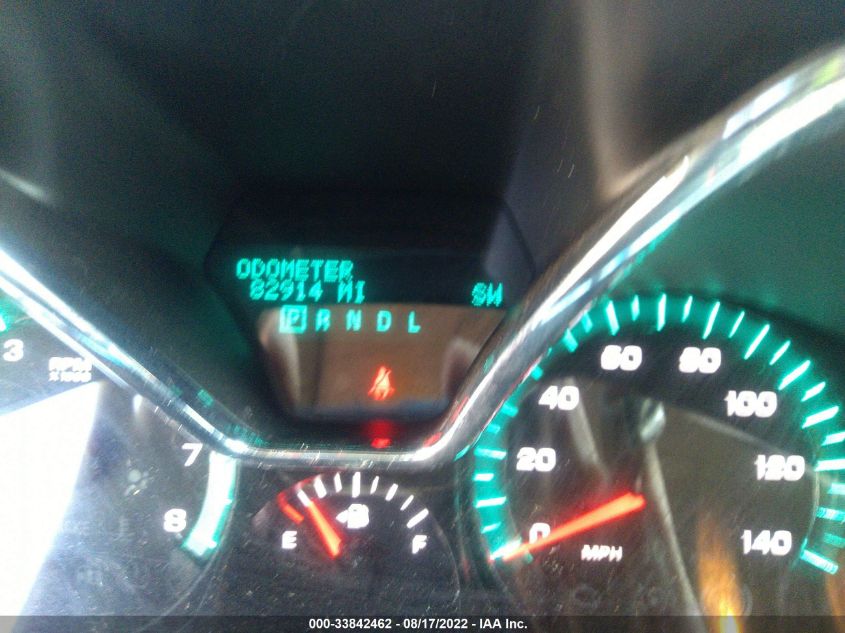 ODOMETER
82914 MI SW
P R N D L
3 RPM
X1000
7
8
E F
0 20 40 60 80 100 120 140
MPH
000-33842462 - 08/17/2022 - IAA Inc.